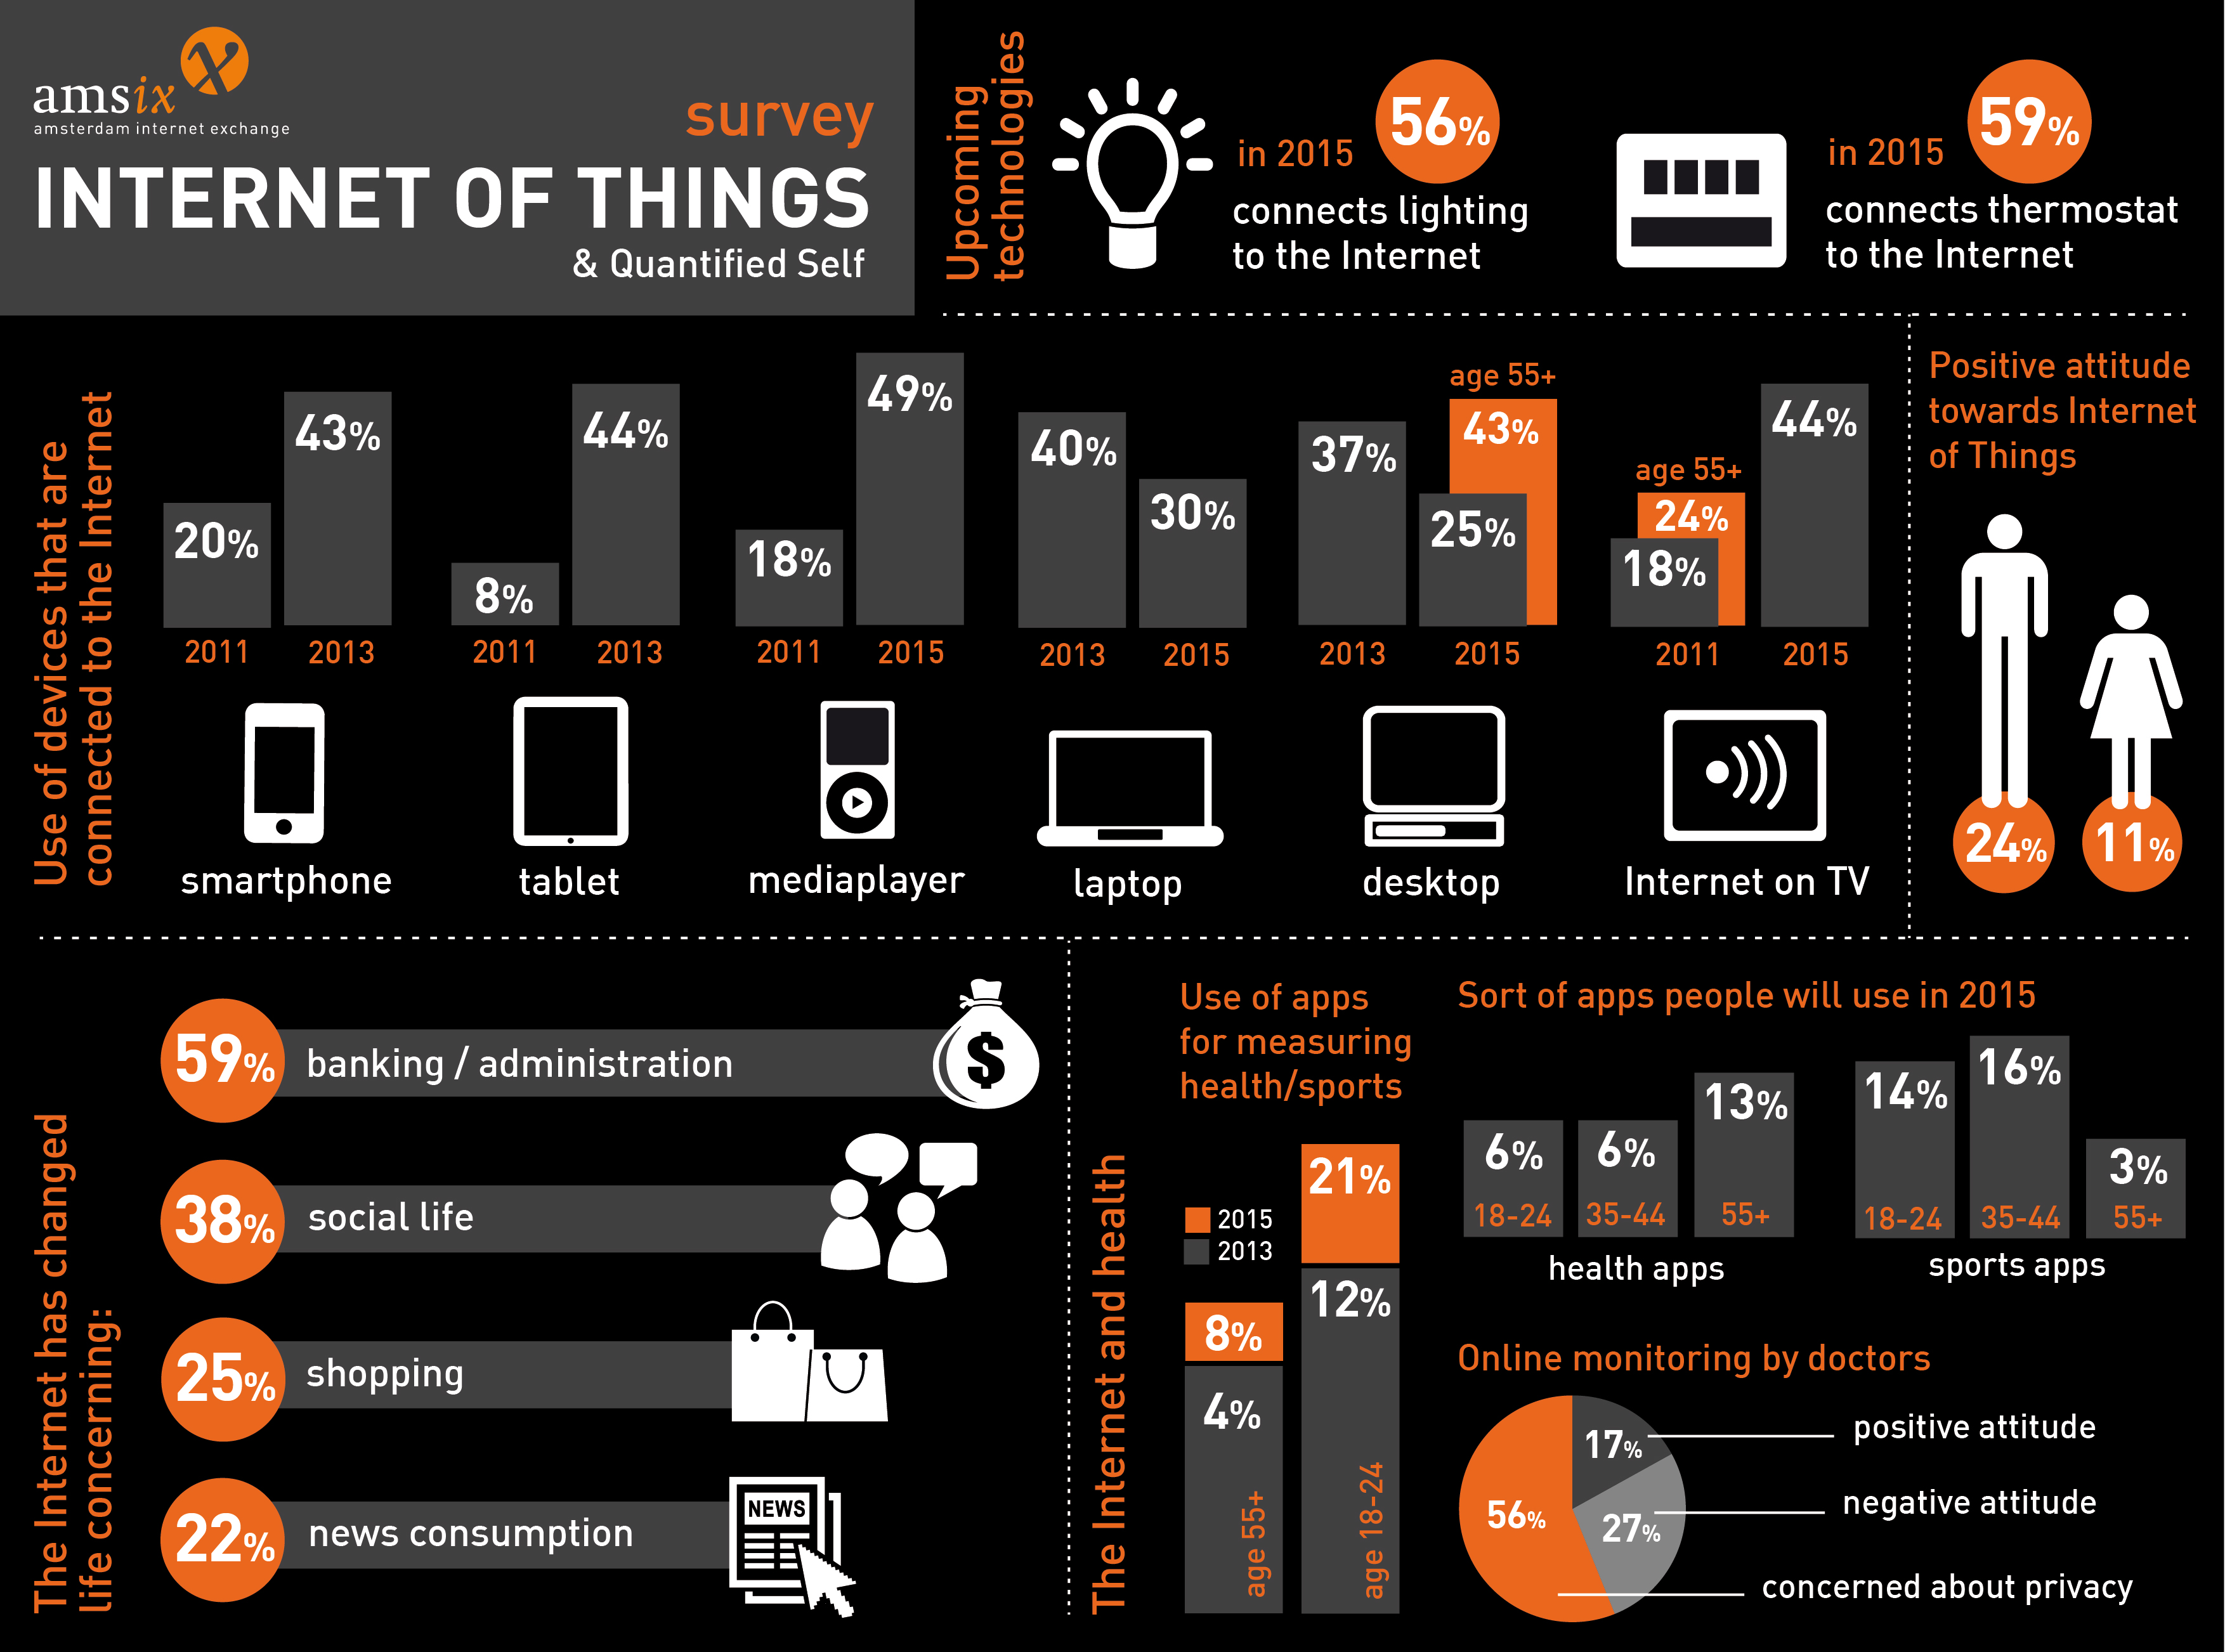 amsix
amsterdam internet exchange
survey
INTERNET OF THINGS
& Quantified Self
Upcoming
technologies
in 2015
56%
connects lighting
to the Internet
in 2015
59%
connects thermostat
to the Internet
Use of devices that are
connected to the Internet
20%
43%
2011
2013
smartphone
8%
44%
2011
2013
tablet
18%
49%
2011
2015
mediaplayer
40%
30%
2013
2015
laptop
37%
age 55+
43%
25%
2013
2015
desktop
age 55+
24%
18%
44%
2011
2015
Internet on TV
Positive attitude
towards Internet
of Things
24%
11%
The Internet has changed
life concerning:
59%
banking / administration
$
38%
social life
25%
shopping
22%
news consumption
NEWS
The Internet and health
Use of apps
for measuring
health/sports
2015
2013
8%
4%
age 55+
21%
12%
age 18-24
Sort of apps people will use in 2015
6%
6%
13%
18-24
35-44
55+
health apps
14%
16%
3%
18-24
35-44
55+
sports apps
Online monitoring by doctors
17%
positive attitude
27%
negative attitude
56%
concerned about privacy